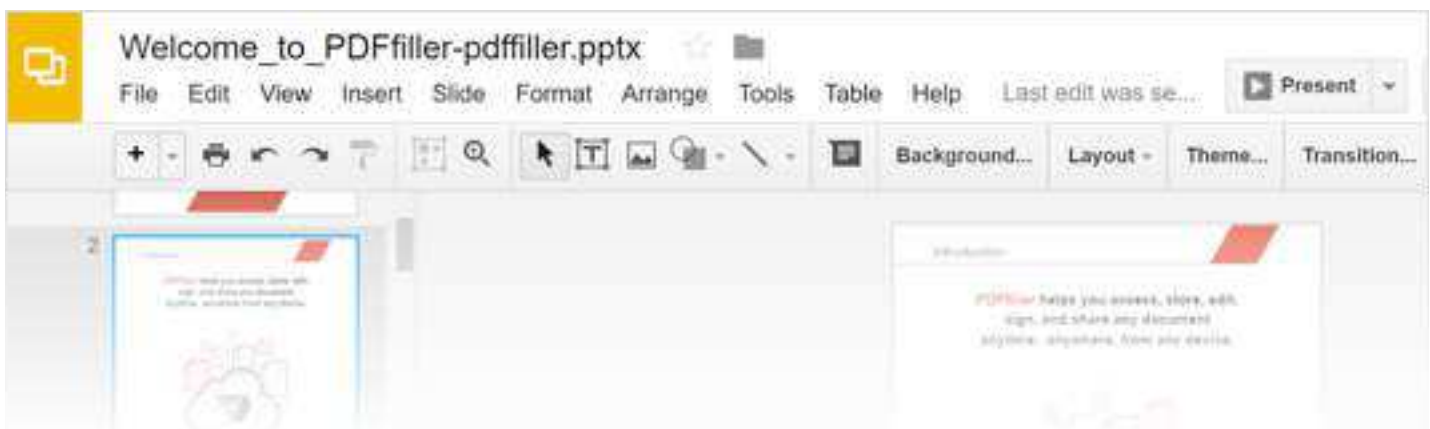 Welcome_to_PDFfiller-pdffiller.pptx
File Edit View Insert Slide Format Arrange Tools Table Help Last edit was se... Present
Background... Layout Theme... Transition...
2
Introduction
PDFfiller helps you access, store, edit,
sign, and share any document
anytime, anywhere, from any device.